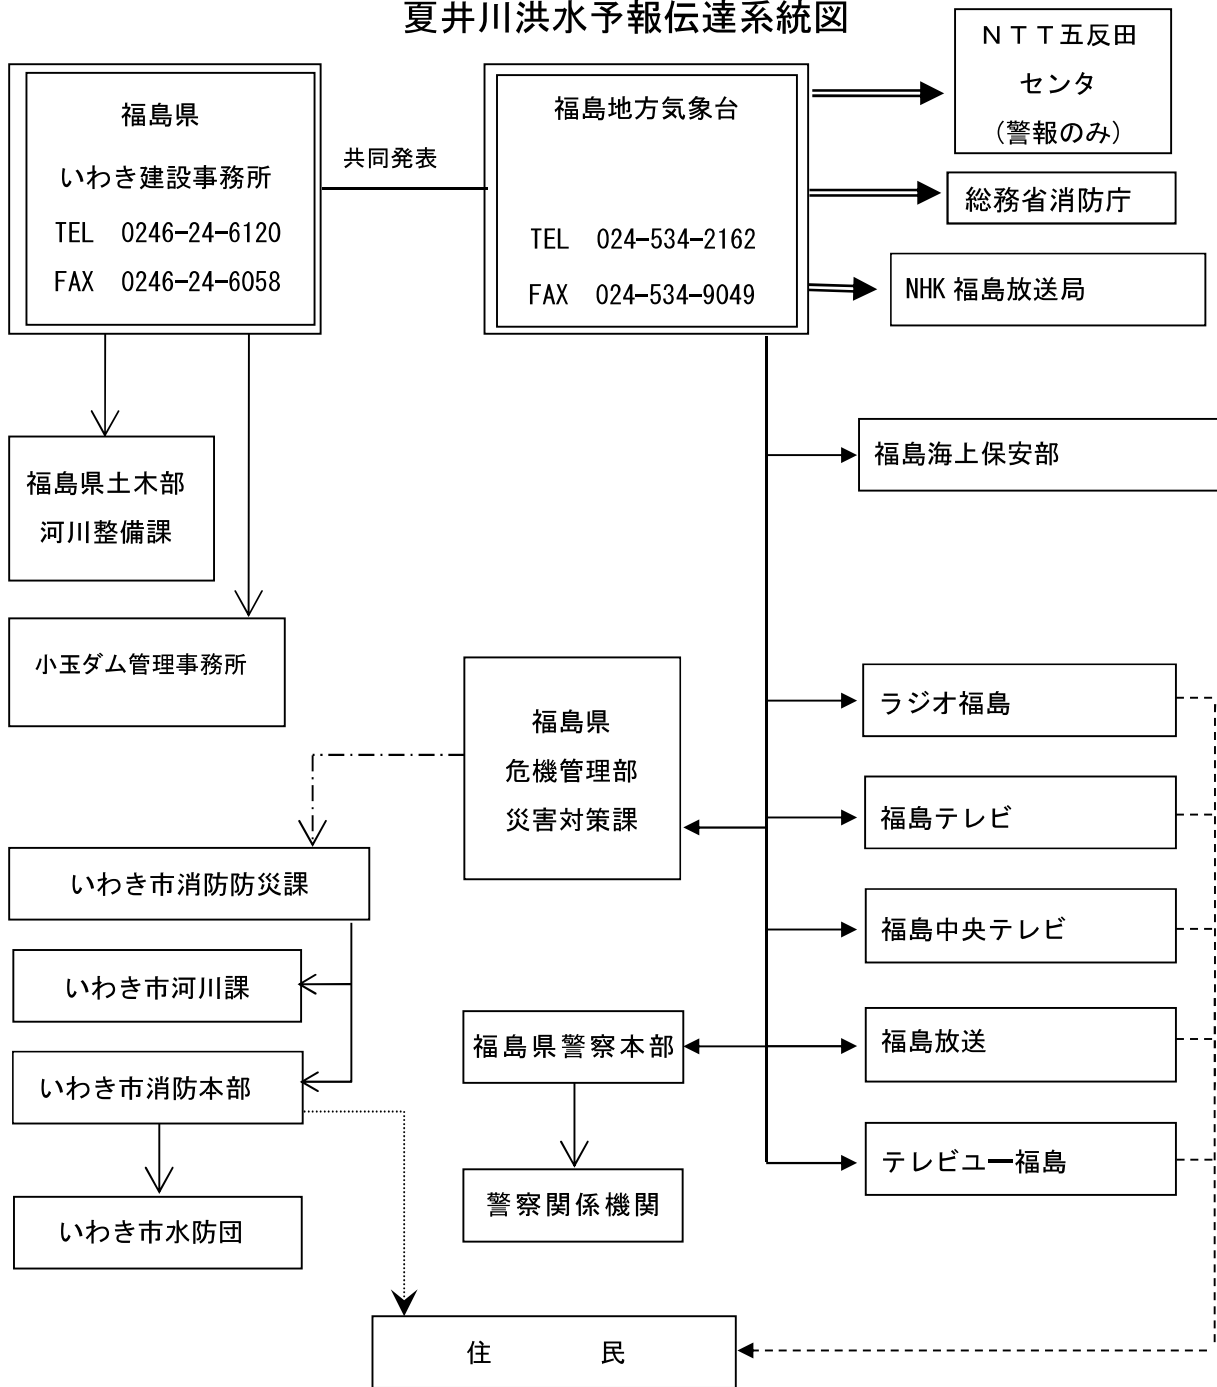 夏井川洪水予報伝達系統図
福島県
いわき建設事務所
TEL 0246-24-6120
FAX 0246-24-6058
共同発表
福島地方気象台
TEL 024-534-2162
FAX 024-534-9049
NTT五反田
センタ
(警報のみ)
総務省消防庁
NHK 福島放送局
福島海上保安部
福島県土木部
河川整備課
小玉ダム管理事務所
福島県
危機管理部
災害対策課
ラジオ福島
福島テレビ
福島中央テレビ
福島放送
テレビユー福島
いわき市消防防災課
いわき市河川課
いわき市消防本部
いわき市水防団
福島県警察本部
警察関係機関
住 民